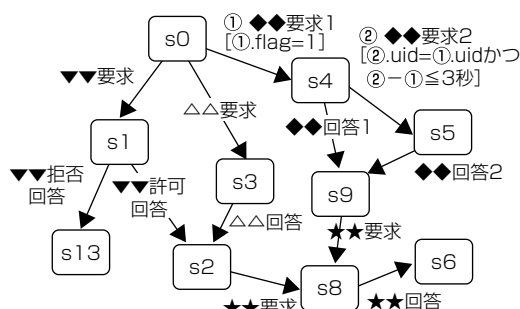 s0
① ◆◆要求1
[①.flag=1]
② ◆◆要求2
[②.uid=①.uidかつ
②－①≦3秒]
▼▼要求
△△要求
s4
◆◆回答1
s5
s1
▼▼拒否
回答
▼▼許可
回答
s3
s9
◆◆回答2
△△回答
★★要求
s13
s2
s8
s6
★★要求
★★回答